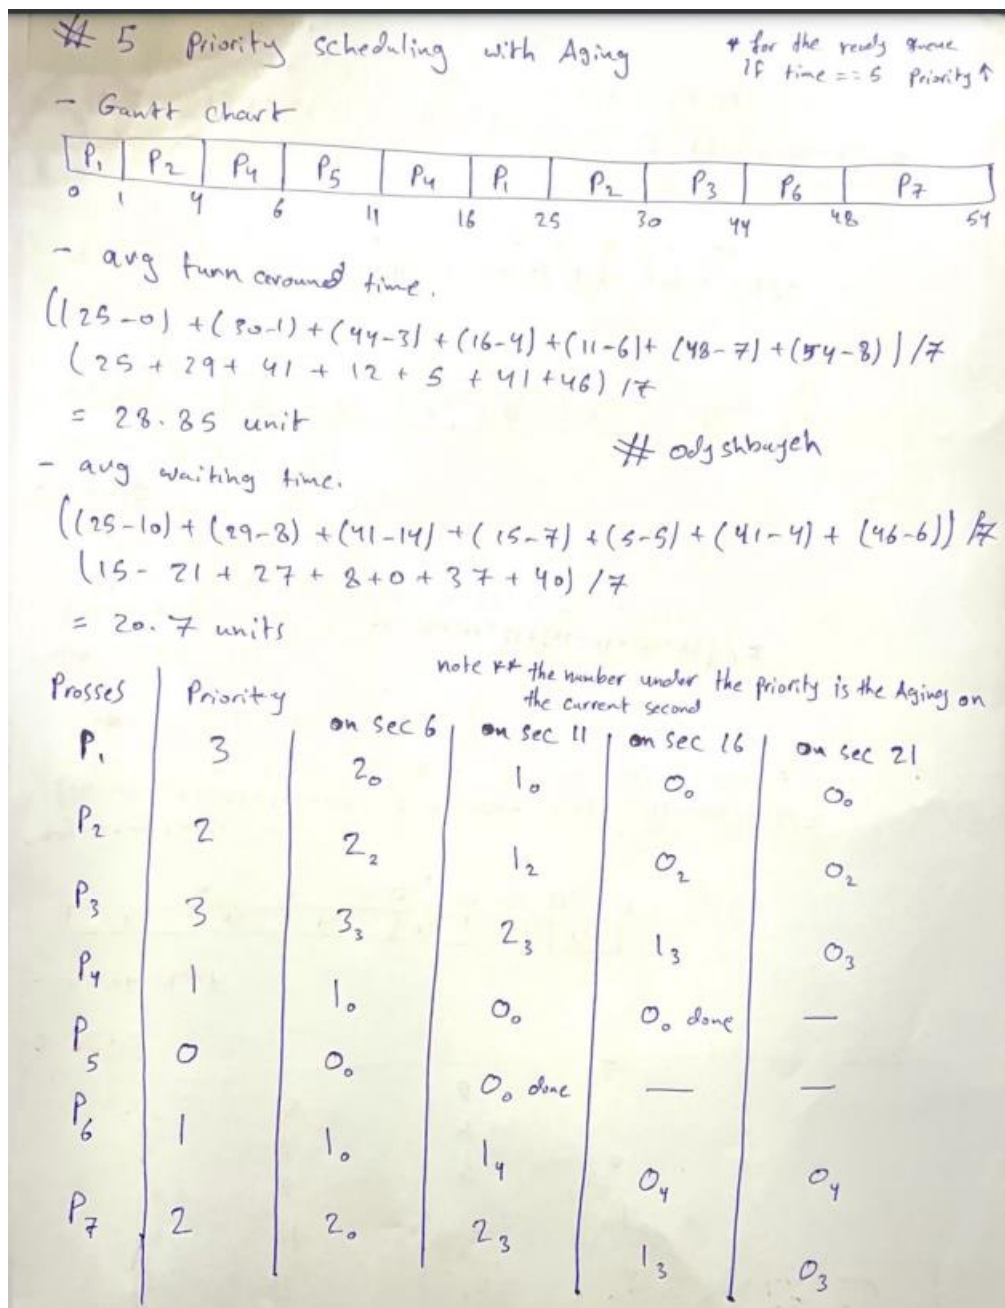 # 5 Priority scheduling with Aging
* for the ready queue
if time == 5 Priority ↑
- Gantt chart
P1 P2 P4 P5 P4 P1 P2 P3 P6 P7
0 1 4 6 11 16 25 30 44 48 54
- avg tunn around time.
((25-0) + (30-1) + (44-3) + (16-4) + (11-6) + (48-7) + (54-8)) /7
(25 + 29 + 41 + 12 + 5 + 41 + 46) /7
= 28.85 unit
# odyshbayeh
- avg waiting time.
((25-10) + (29-8) + (41-14) + (15-7) + (5-5) + (41-4) + (46-6)) /7
(15 - 21 + 27 + 8 + 0 + 37 + 40) /7
= 20.7 units
note ** the number under the priority is the Aging on
the current second
Prosses Priority on sec 6 on sec 11 on sec 16 on sec 21
P1 3 2₀ 1₀ 0₀ 0₀
P2 2 2₂ 1₂ 0₂ 0₂
P3 3 3₃ 2₃ 1₃ 0₃
P4 1 1₀ 0₀ 0₀ done —
P5 0 0₀ 0₀ done — —
P6 1 1₀ 1₄ 0₄ 0₄
P7 2 2₀ 2₃ 1₃ 0₃